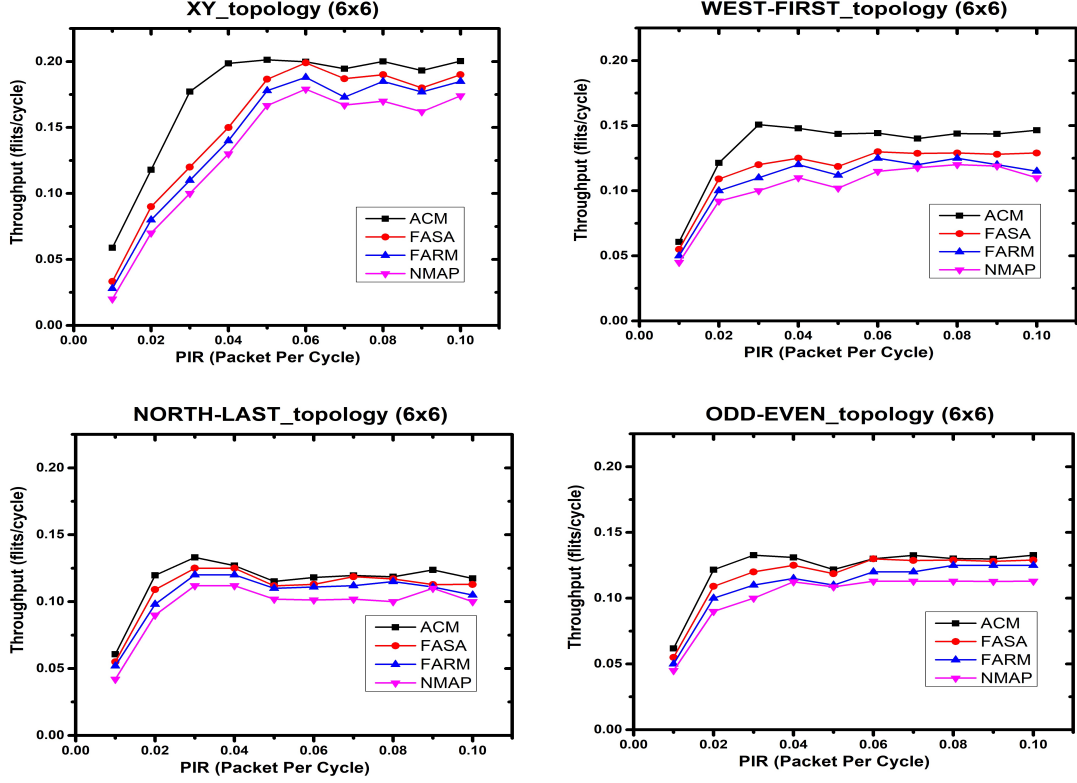 XY_topology (6x6)
Throughput (flits/cycle)
0.20
0.15
0.10
0.05
0.00
ACM
FASA
FARM
NMAP
0.00 0.02 0.04 0.06 0.08 0.10
PIR (Packet Per Cycle)
WEST-FIRST_topology (6x6)
Throughput (flits/cycle)
0.20
0.15
0.10
0.05
0.00
ACM
FASA
FARM
NMAP
0.00 0.02 0.04 0.06 0.08 0.10
PIR (Packet Per Cycle)
NORTH-LAST_topology (6x6)
Throughput (flits/cycle)
0.20
0.15
0.10
0.05
0.00
ACM
FASA
FARM
NMAP
0.00 0.02 0.04 0.06 0.08 0.10
PIR (Packet Per Cycle)
ODD-EVEN_topology (6x6)
Throughput (flits/cycle)
0.20
0.15
0.10
0.05
0.00
ACM
FASA
FARM
NMAP
0.00 0.02 0.04 0.06 0.08 0.10
PIR (Packet Per Cycle)